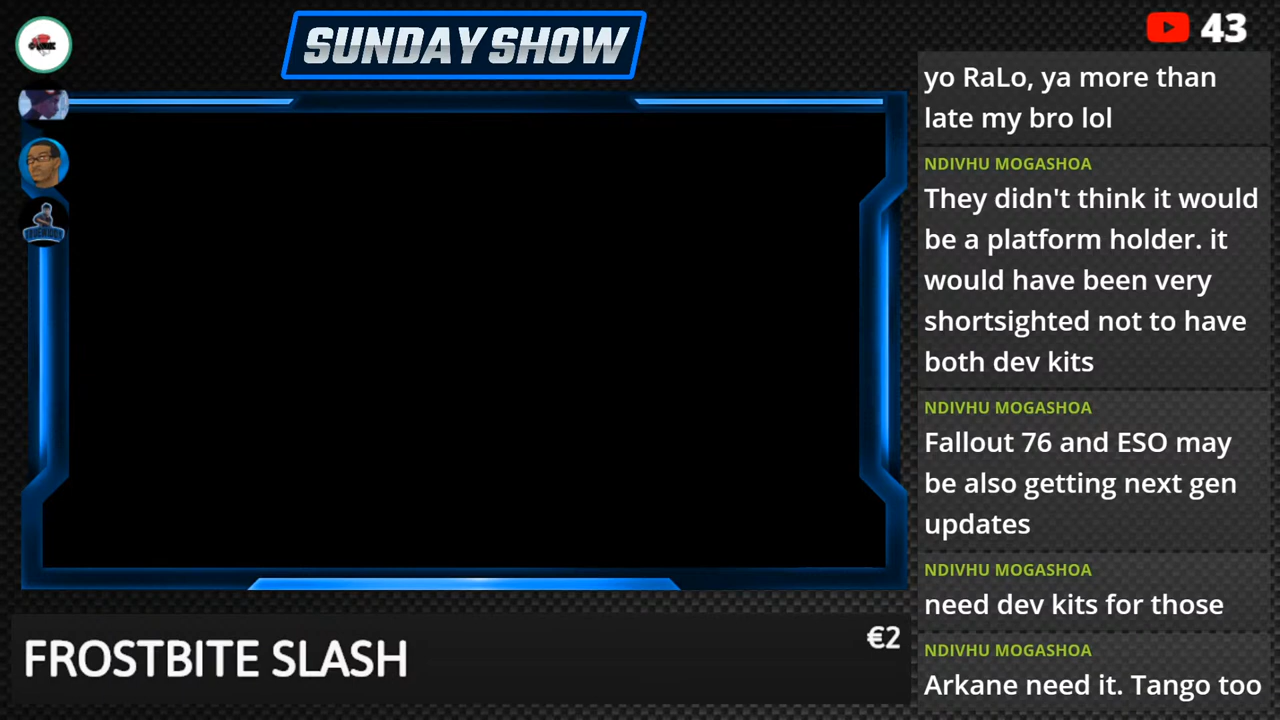 SUNDAY SHOW
43
yo RaLo, ya more than
late my bro lol
NDIVHU MOGASHOA
They didn't think it would
be a platform holder. it
would have been very
shortsighted not to have
both dev kits
NDIVHU MOGASHOA
Fallout 76 and ESO may
be also getting next gen
updates
NDIVHU MOGASHOA
need dev kits for those
NDIVHU MOGASHOA
Arkane need it. Tango too
FROSTBITE SLASH
€2